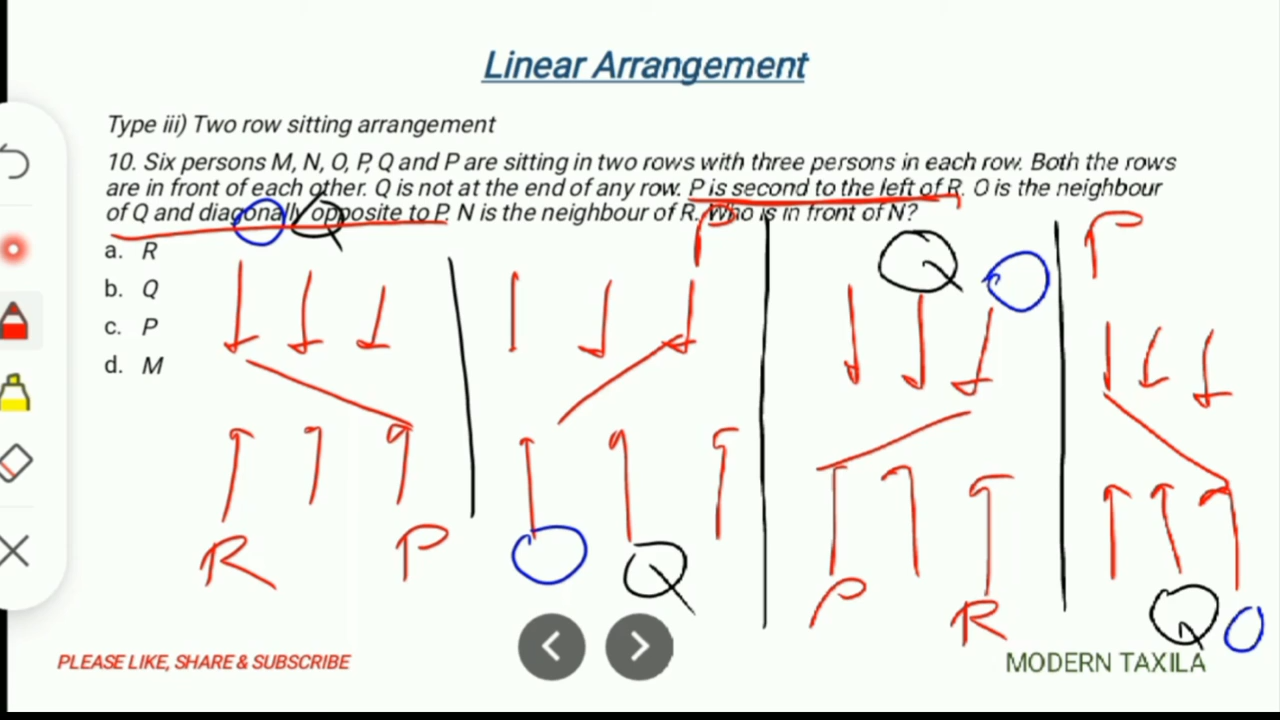 Linear Arrangement
Type iii) Two row sitting arrangement
10. Six persons M, N, O, P, Q and P are sitting in two rows with three persons in each row. Both the rows
are in front of each other. Q is not at the end of any row. P is second to the left of R. O is the neighbour
of Q and diagonally opposite to P. N is the neighbour of R. Who is in front of N?
a. R
b. Q
c. P
d. M
O Q
P
Q O
P
R P
O Q
P R
Q O
PLEASE LIKE, SHARE & SUBSCRIBE
MODERN TAXILA